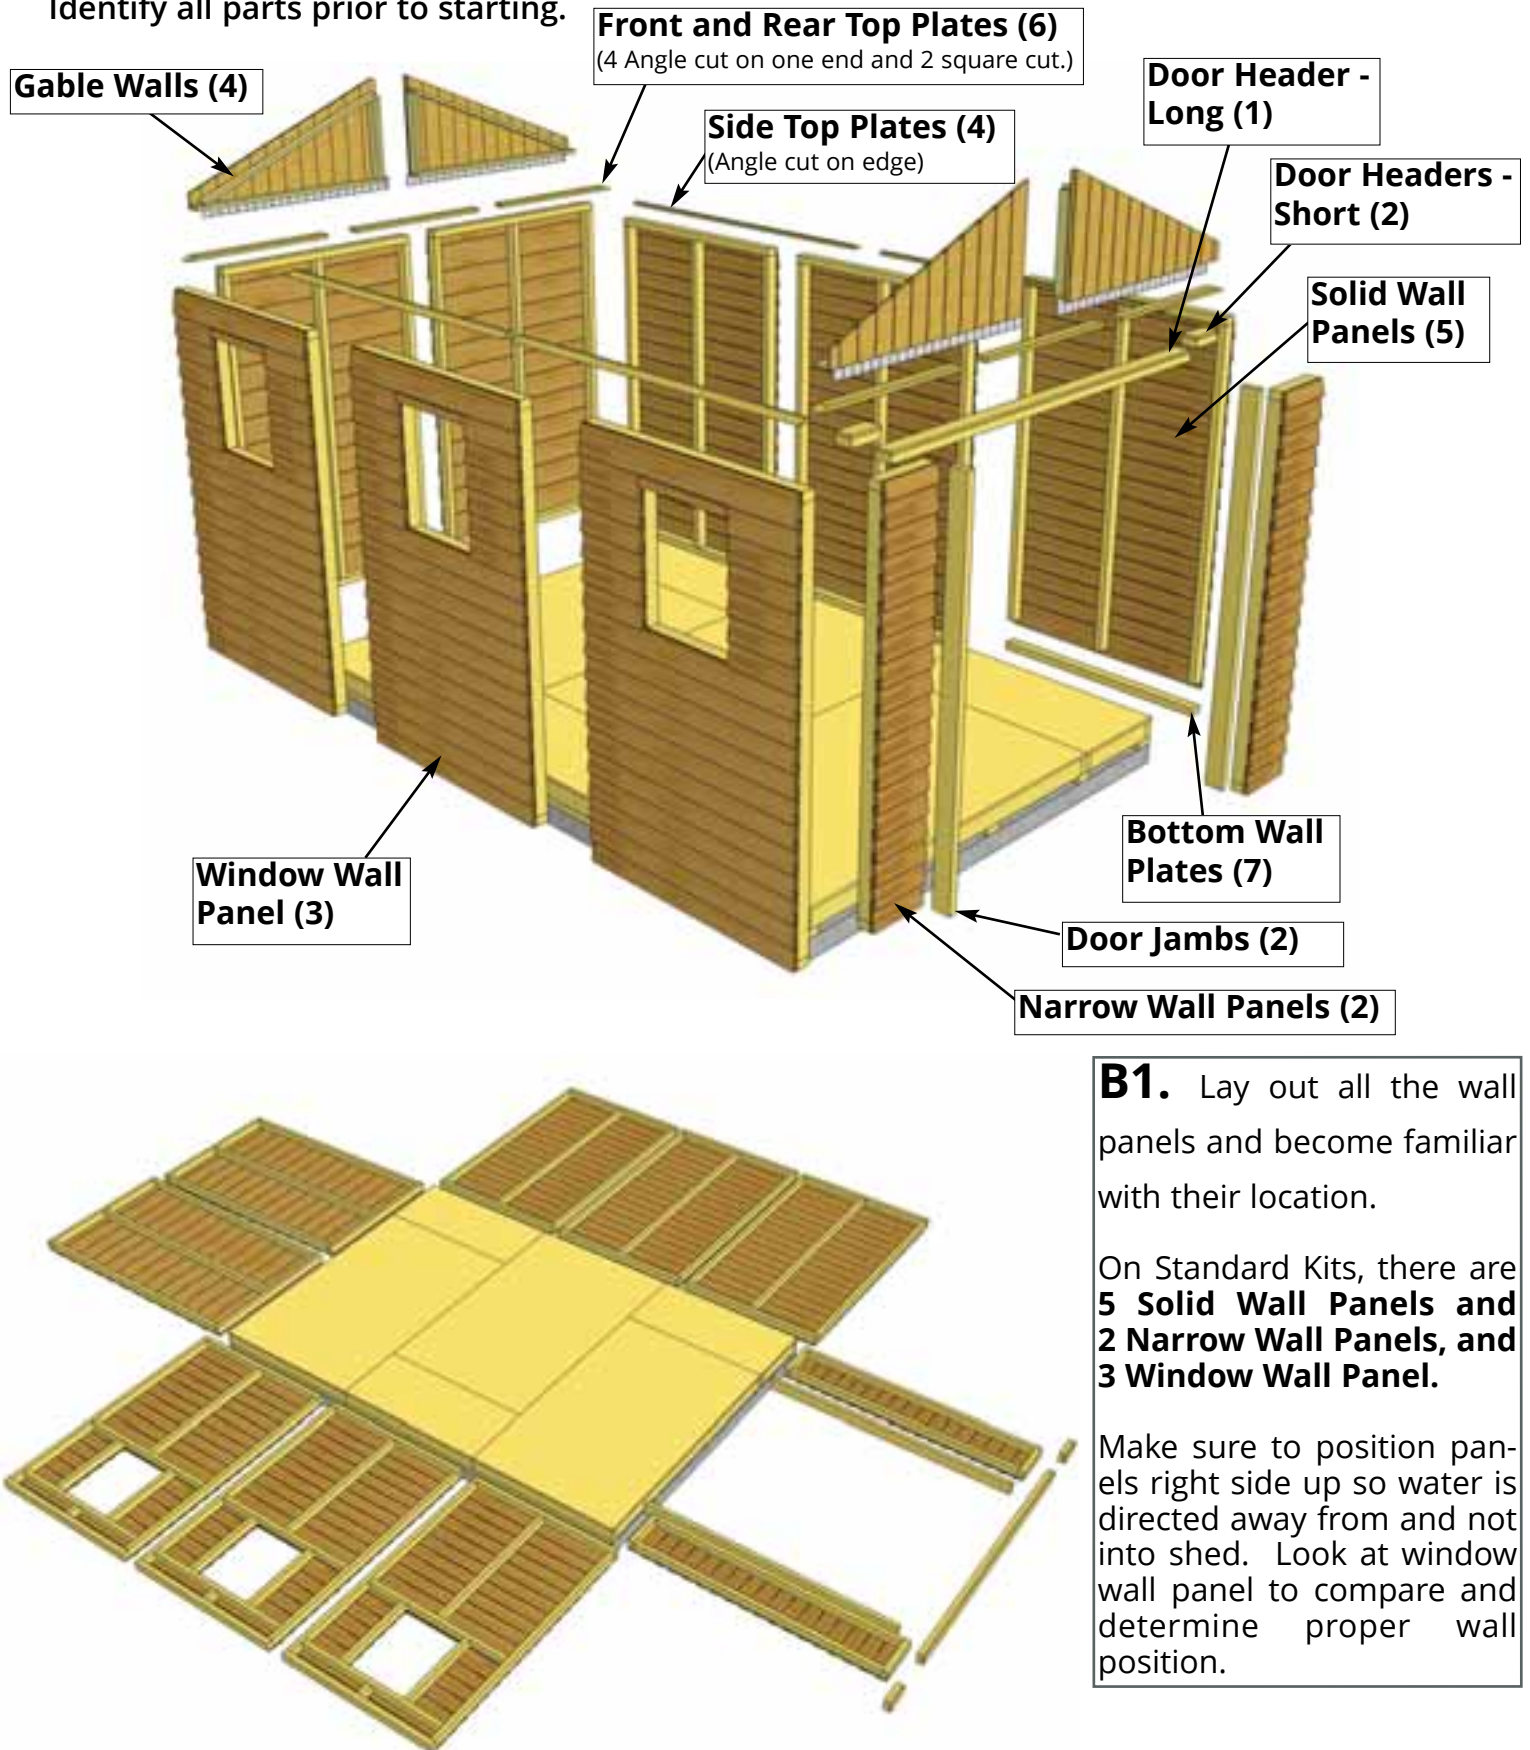 Identify all parts prior to starting.
Front and Rear Top Plates (6)
(4 Angle cut on one end and 2 square cut.)
Gable Walls (4)
Side Top Plates (4)
(Angle cut on edge)
Door Header -
Long (1)
Door Headers -
Short (2)
Solid Wall
Panels (5)
Window Wall
Panel (3)
Bottom Wall
Plates (7)
Door Jambs (2)
Narrow Wall Panels (2)
B1. Lay out all the wall
panels and become familiar
with their location.
On Standard Kits, there are
5 Solid Wall Panels and
2 Narrow Wall Panels, and
3 Window Wall Panel.
Make sure to position pan-
els right side up so water is
directed away from and not
into shed. Look at window
wall panel to compare and
determine proper wall
position.